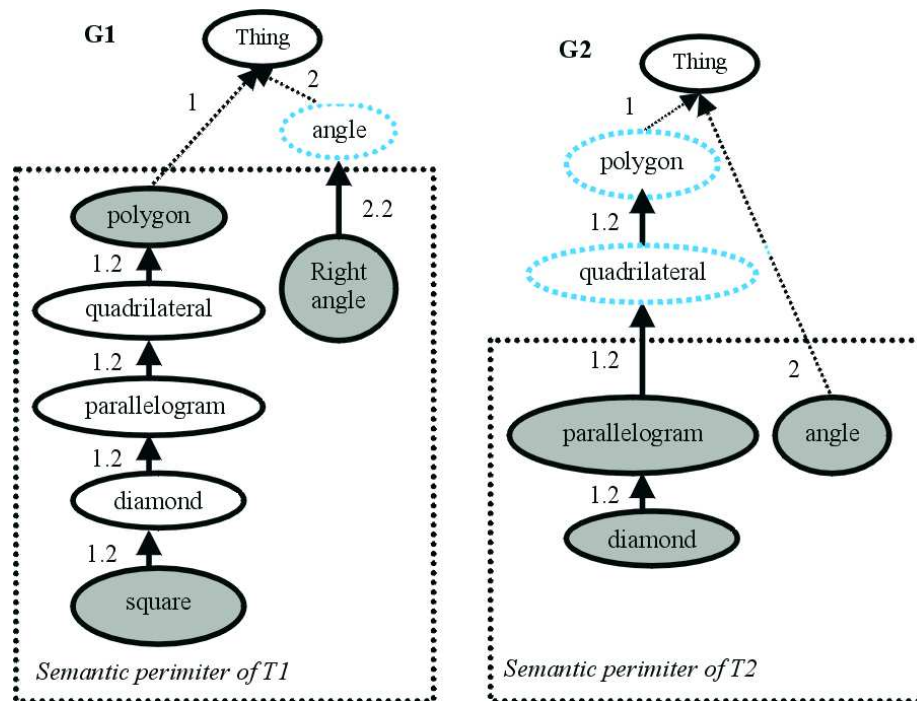 G1
Thing
1
2
angle
polygon
2.2
1.2
Right
angle
quadrilateral
1.2
parallelogram
1.2
diamond
1.2
square
Semantic perimiter of T1
G2
Thing
1
polygon
1.2
quadrilateral
1.2
2
parallelogram
angle
1.2
diamond
Semantic perimiter of T2